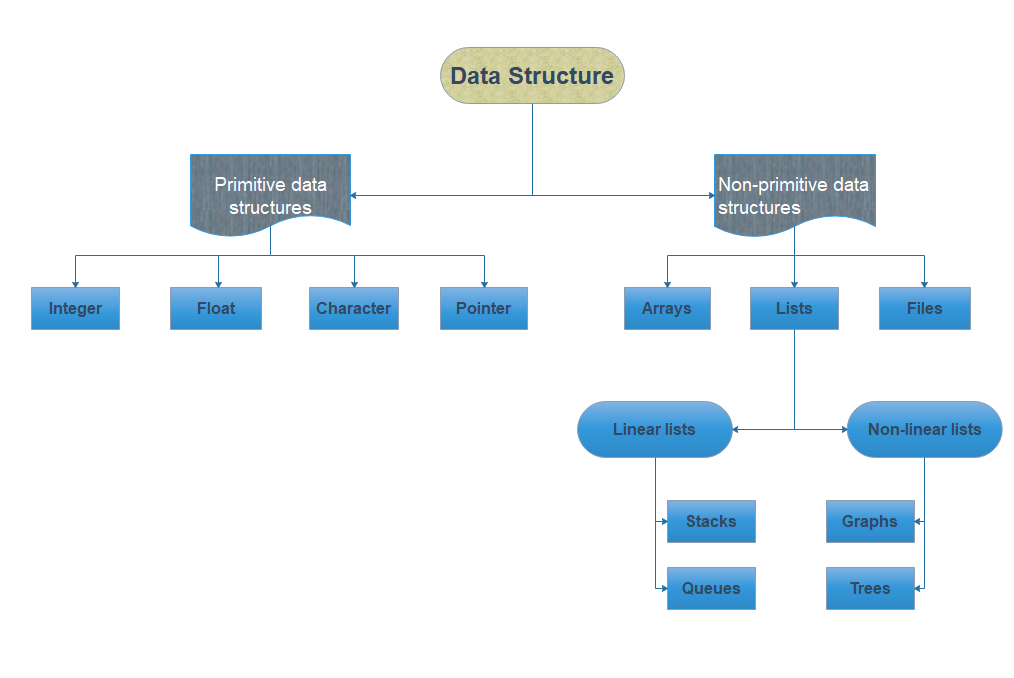 Data Structure
Primitive data
structures
Non-primitive data
structures
Integer
Float
Character
Pointer
Arrays
Lists
Files
Linear lists
Non-linear lists
Stacks
Graphs
Queues
Trees